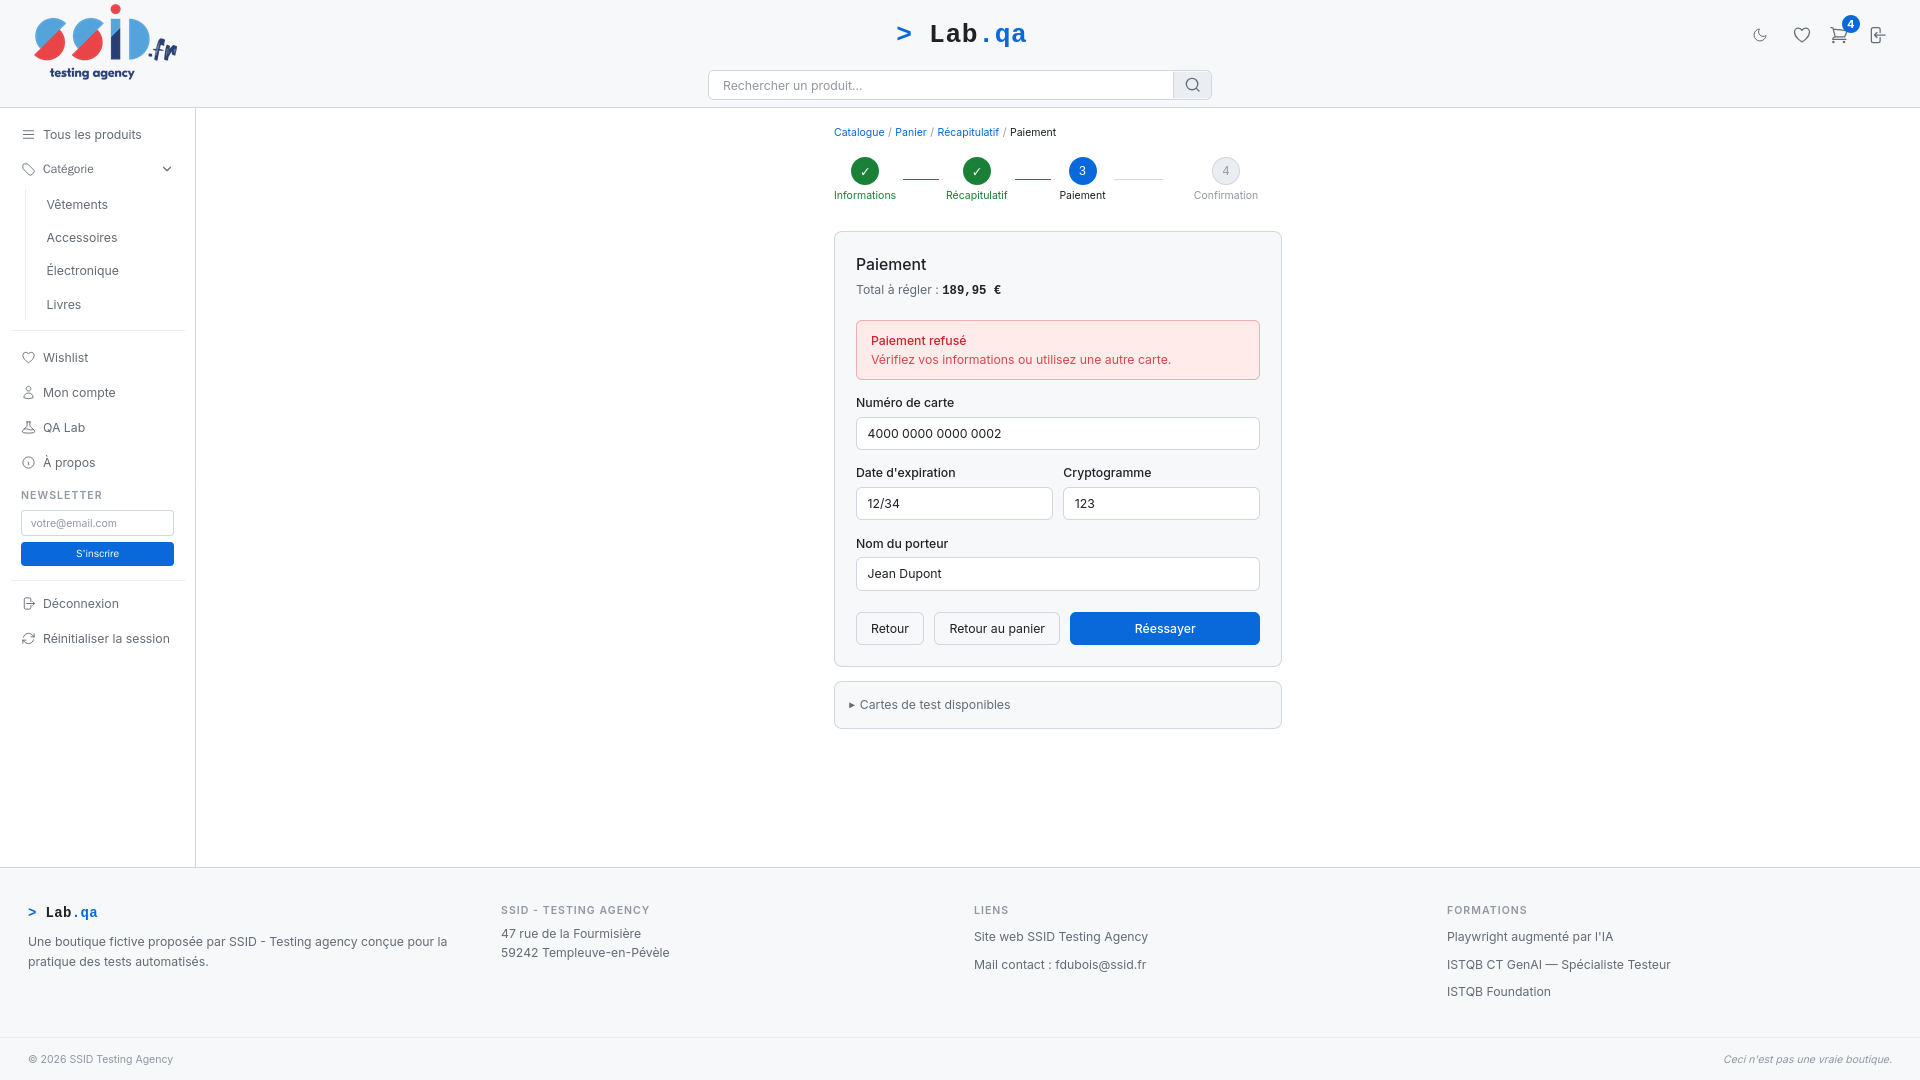 ssiD.fr
testing agency
> Lab.qa
4
Rechercher un produit...
Tous les produits
Catégorie
Vêtements
Accessoires
Électronique
Livres
Wishlist
Mon compte
QA Lab
À propos
NEWSLETTER
votre@email.com
S'inscrire
Déconnexion
Réinitialiser la session
Catalogue / Panier / Récapitulatif / Paiement
✓ ✓ 3 4
Informations Récapitulatif Paiement Confirmation
Paiement
Total à régler : 189,95 €
Paiement refusé
Vérifiez vos informations ou utilisez une autre carte.
Numéro de carte
4000 0000 0000 0002
Date d'expiration Cryptogramme
12/34 123
Nom du porteur
Jean Dupont
Retour Retour au panier Réessayer
▸ Cartes de test disponibles
> Lab.qa
Une boutique fictive proposée par SSID - Testing agency conçue pour la
pratique des tests automatisés.
SSID - TESTING AGENCY
47 rue de la Fourmisière
59242 Templeuve-en-Pévèle
LIENS
Site web SSID Testing Agency
Mail contact : fdubois@ssid.fr
FORMATIONS
Playwright augmenté par l'IA
ISTQB CT GenAI — Spécialiste Testeur
ISTQB Foundation
© 2026 SSID Testing Agency
Ceci n'est pas une vraie boutique.